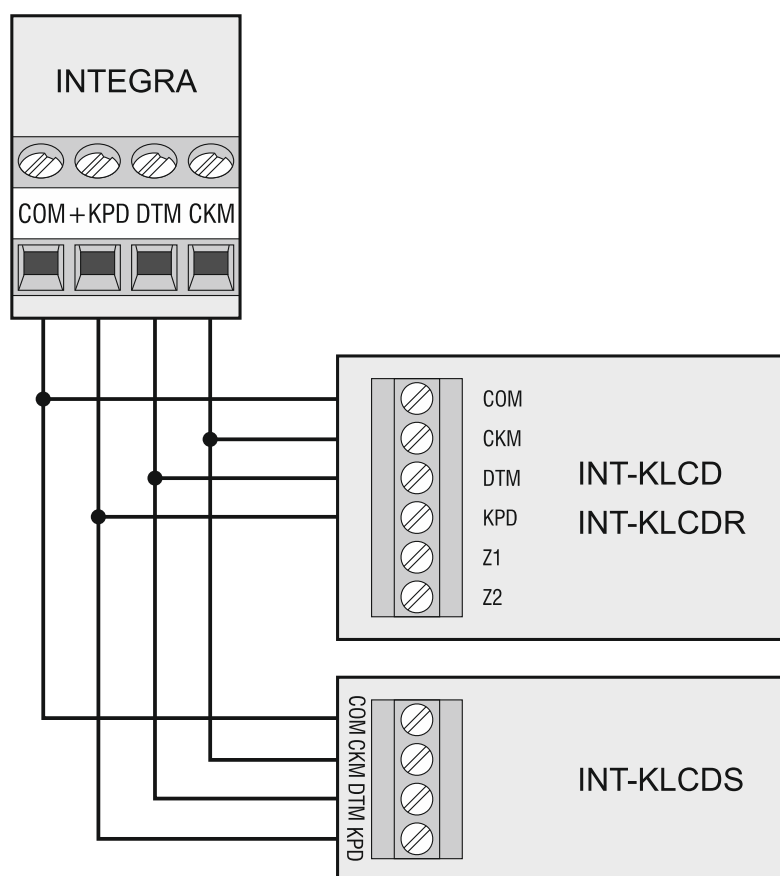 INTEGRA
COM +KPD DTM CKM
COM
CKM
DTM
KPD
Z1
Z2
INT-KLCD
INT-KLCDR
COM CKM DTM KPD
INT-KLCDS